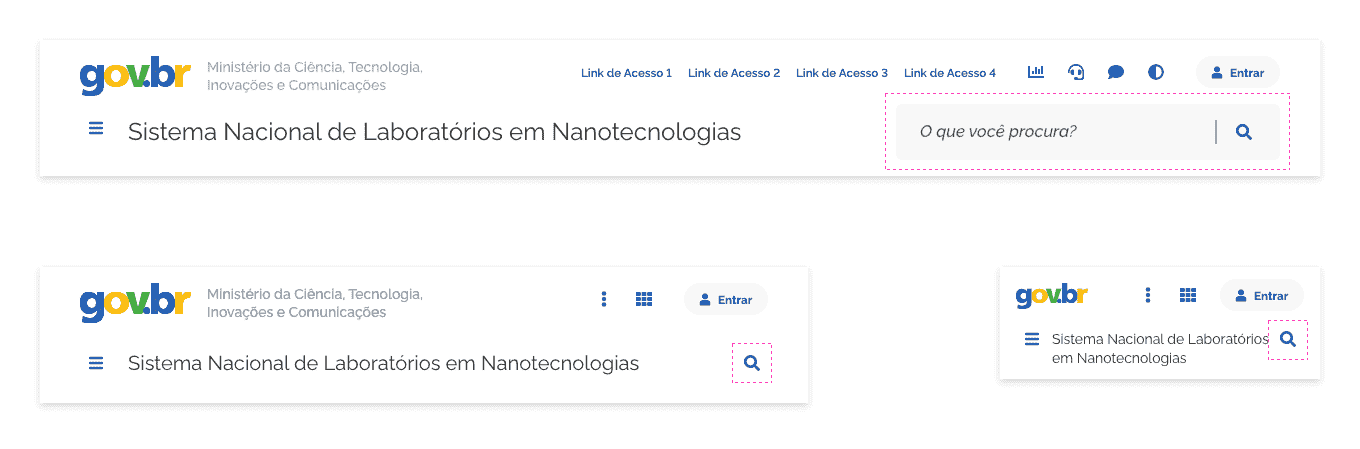 gov.br
Ministério da Ciência, Tecnologia,
Inovações e Comunicações
Link de Acesso 1
Link de Acesso 2
Link de Acesso 3
Link de Acesso 4
Entrar
Sistema Nacional de Laboratórios em Nanotecnologias
O que você procura?
gov.br
Ministério da Ciência, Tecnologia,
Inovações e Comunicações
Entrar
Sistema Nacional de Laboratórios em Nanotecnologias
gov.br
Entrar
Sistema Nacional de Laboratórios
em Nanotecnologias